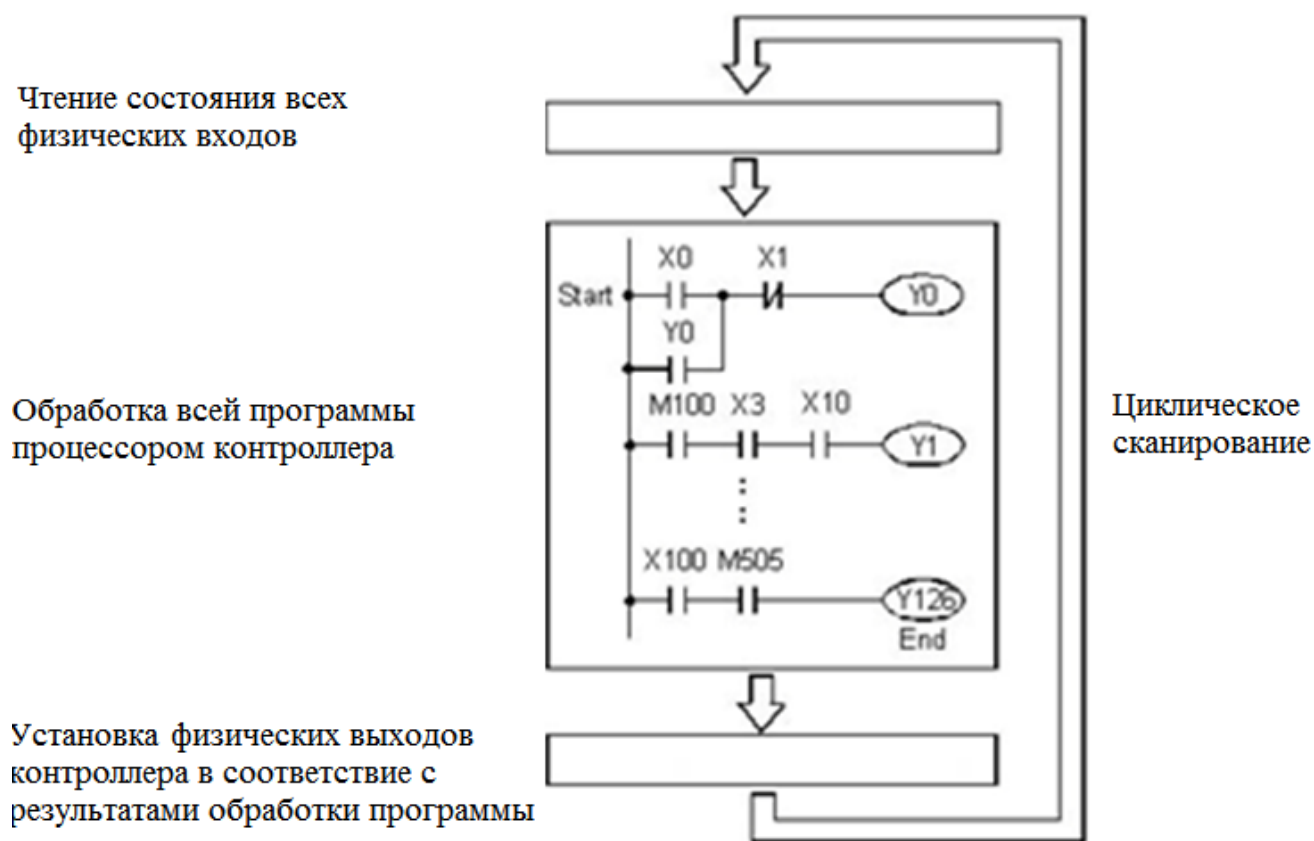 Чтение состояния всех
физических входов
X0 X1
Start Y0
Y0
M100 X3 X10
Y1
X100 M505
Y126
End
Обработка всей программы
процессором контроллера
Циклическое
сканирование
Установка физических выходов
контроллера в соответствие с
результатами обработки программы